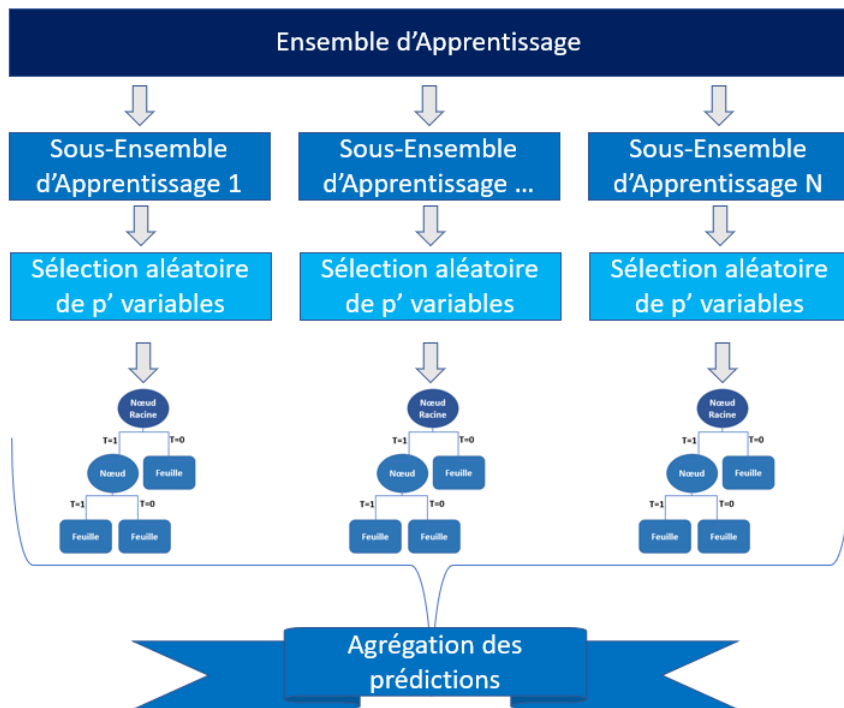 Ensemble d'Apprentissage
Sous-Ensemble
d'Apprentissage 1
Sous-Ensemble
d'Apprentissage ...
Sous-Ensemble
d'Apprentissage N
Sélection aléatoire
de p' variables
Sélection aléatoire
de p' variables
Sélection aléatoire
de p' variables
Nœud
Racine
T=1 T=0
Nœud Feuille
T=1 T=0
Feuille Feuille
Nœud
Racine
T=1 T=0
Nœud Feuille
T=1 T=0
Feuille Feuille
Nœud
Racine
T=1 T=0
Nœud Feuille
T=1 T=0
Feuille Feuille
Agrégation des
prédictions